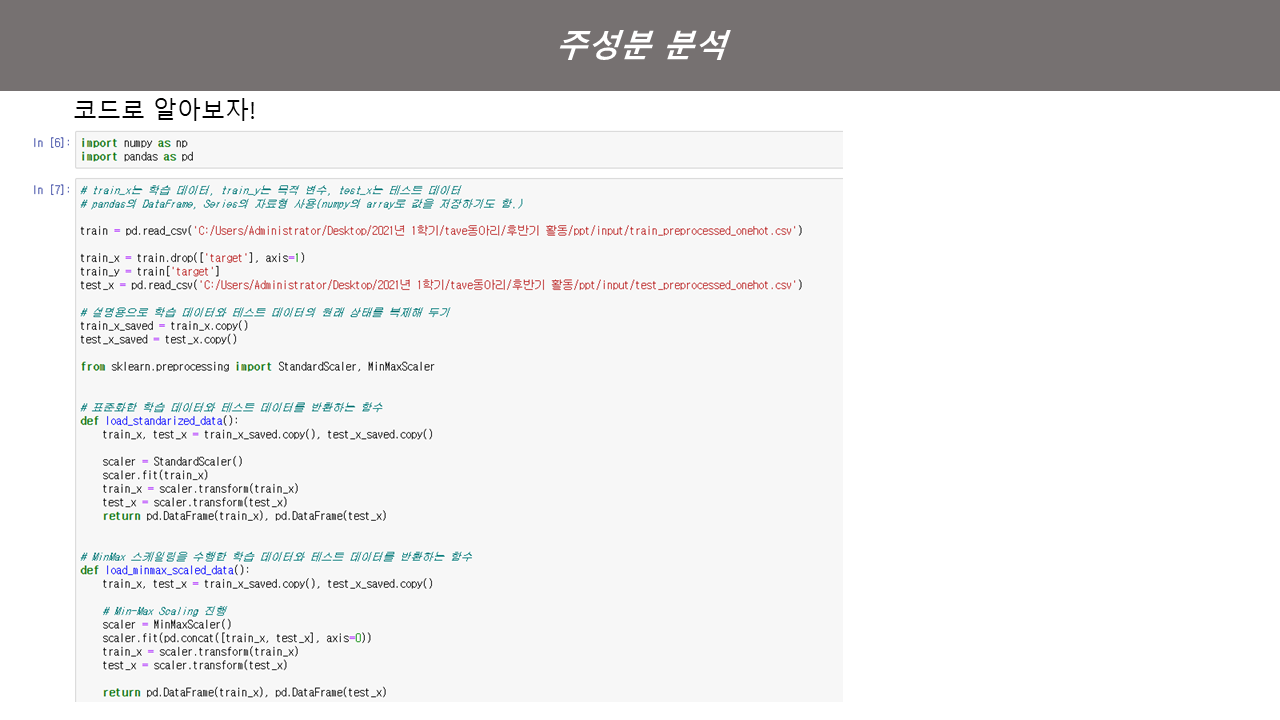 주성분 분석
코드로 알아보자!
In [6]: import numpy as np
import pandas as pd
In [7]: # train_x는 학습 데이터, train_y는 목적 변수, test_x는 테스트 데이터
# pandas의 DataFrame, Series의 자료형 사용(numpy의 array로 값을 저장하기도 함.)
train = pd.read_csv('C:/Users/Administrator/Desktop/2021년 1학기/tave동아리/후반기 활동/ppt/input/train_preprocessed_onehot.csv')
train_x = train.drop(['target'], axis=1)
train_y = train['target']
test_x = pd.read_csv('C:/Users/Administrator/Desktop/2021년 1학기/tave동아리/후반기 활동/ppt/input/test_preprocessed_onehot.csv')
# 설명용으로 학습 데이터와 테스트 데이터의 원래 상태를 복제해 두기
train_x_saved = train_x.copy()
test_x_saved = test_x.copy()
from sklearn.preprocessing import StandardScaler, MinMaxScaler
# 표준화한 학습 데이터와 테스트 데이터를 반환하는 함수
def load_standarized_data():
train_x, test_x = train_x_saved.copy(), test_x_saved.copy()
scaler = StandardScaler()
scaler.fit(train_x)
train_x = scaler.transform(train_x)
test_x = scaler.transform(test_x)
return pd.DataFrame(train_x), pd.DataFrame(test_x)
# MinMax 스케일링을 수행한 학습 데이터와 테스트 데이터를 반환하는 함수
def load_minmax_scaled_data():
train_x, test_x = train_x_saved.copy(), test_x_saved.copy()
# Min-Max Scaling 진행
scaler = MinMaxScaler()
scaler.fit(pd.concat([train_x, test_x], axis=0))
train_x = scaler.transform(train_x)
test_x = scaler.transform(test_x)
return pd.DataFrame(train_x), pd.DataFrame(test_x)